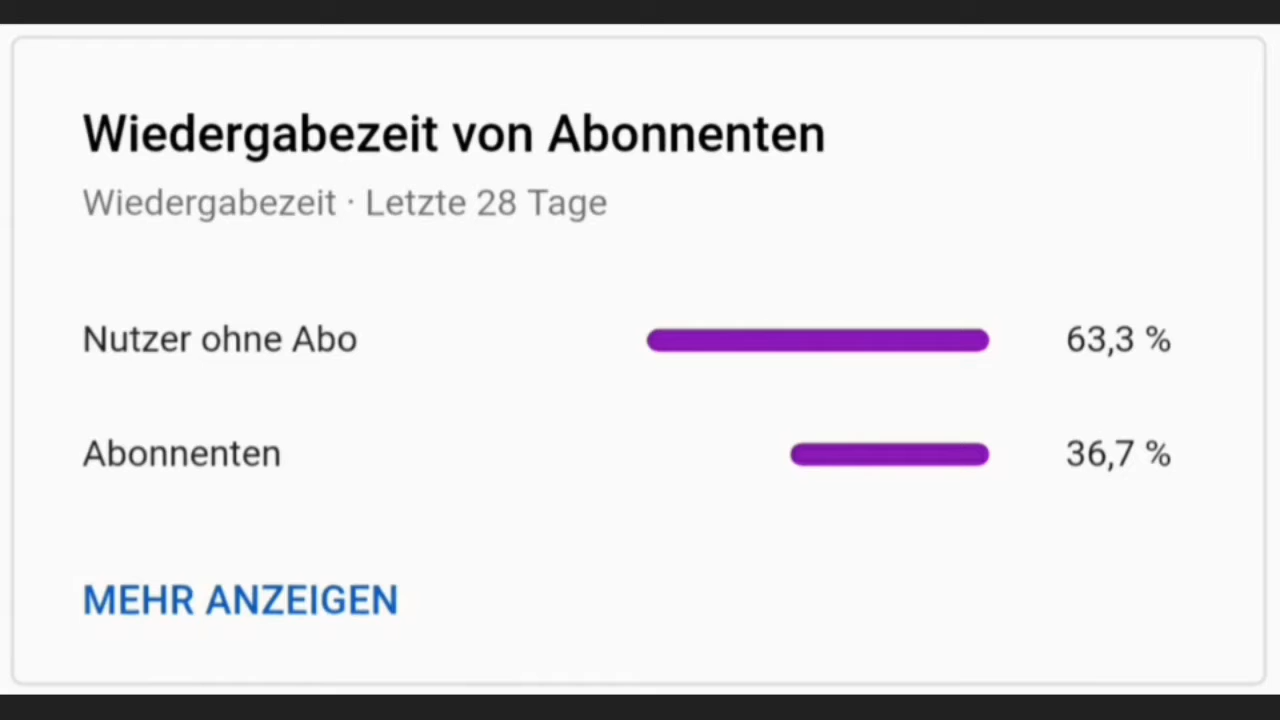 Wiedergabezeit von Abonnenten
Wiedergabezeit · Letzte 28 Tage
Nutzer ohne Abo 63,3 %
Abonnenten 36,7 %
MEHR ANZEIGEN